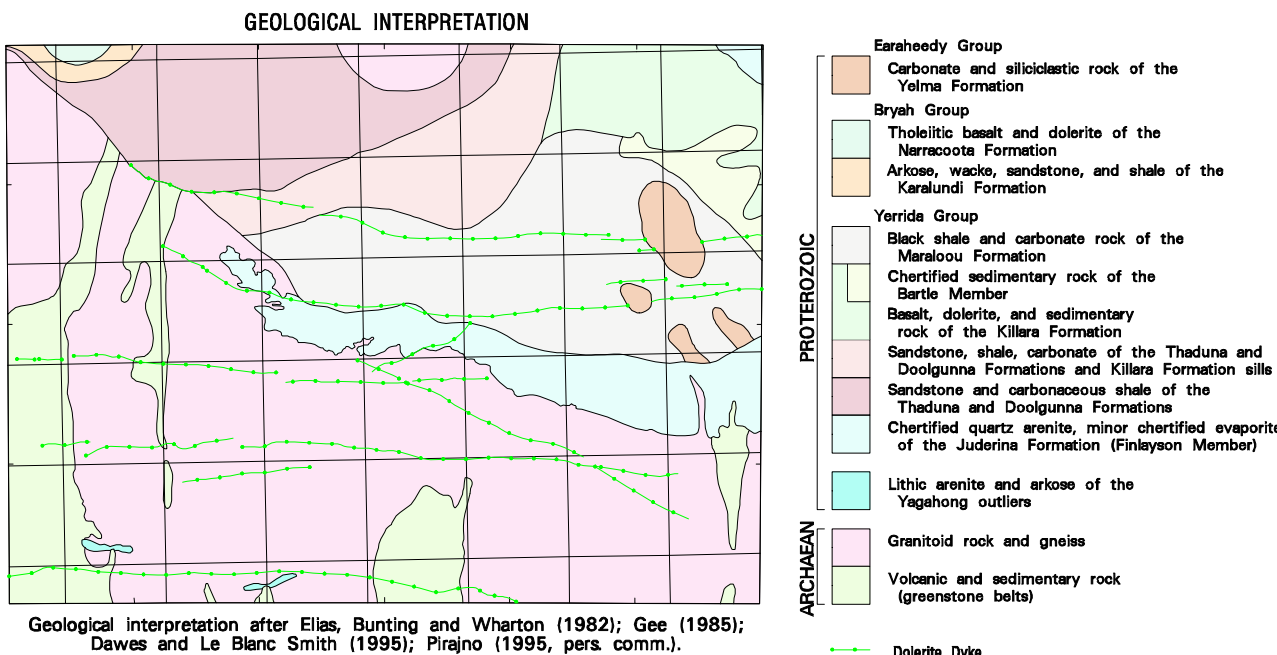 GEOLOGICAL INTERPRETATION
Earaheedy Group
Carbonate and siliciclastic rock of the
Yelma Formation
Bryah Group
Tholeiitic basalt and dolerite of the
Narracoota Formation
Arkose, wacke, sandstone, and shale of the
Karalundi Formation
Yerrida Group
Black shale and carbonate rock of the
Maraloou Formation
Chertified sedimentary rock of the
Bartle Member
Basalt, dolerite, and sedimentary
rock of the Killara Formation
Sandstone, shale, carbonate of the Thaduna and
Doolgunna Formations and Killara Formation sills
Sandstone and carbonaceous shale of the
Thaduna and Doolgunna Formations
Chertified quartz arenite, minor chertified evaporite
of the Juderina Formation (Finlayson Member)
Lithic arenite and arkose of the
Yagahong outliers
PROTEROZOIC
Granitoid rock and gneiss
Volcanic and sedimentary rock
(greenstone belts)
ARCHAEAN
Dolerite Dyke
Geological interpretation after Elias, Bunting and Wharton (1982); Gee (1985);
Dawes and Le Blanc Smith (1995); Pirajno (1995, pers. comm.).